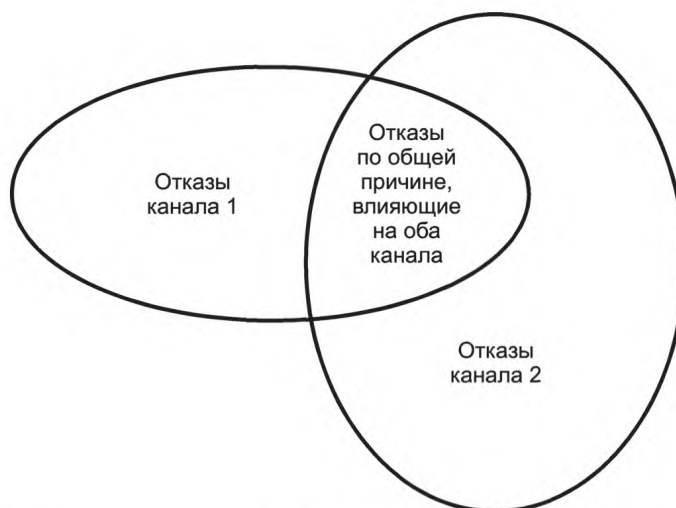 Отказы
канала 1
Отказы
по общей
причине,
влияющие
на оба
канала
Отказы
канала 2